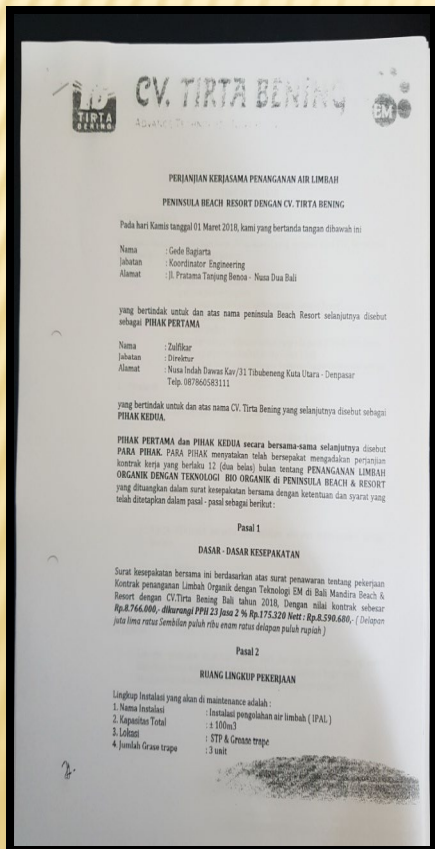 TIRTA
BENING
CV. TIRTA BENING
EM
PERJANJIAN KERJASAMA PENANGANAN AIR LIMBAH
PENINSULA BEACH RESORT DENGAN CV. TIRTA BENING
Pada hari Kamis tanggal 01 Maret 2018, kami yang bertanda tangan dibawah ini
Nama : Gede Bagiarta
Jabatan : Koordinator Engineering
Alamat : Jl. Pratama Tanjung Benoa - Nusa Dua Bali
yang bertindak untuk dan atas nama peninsula Beach Resort selanjutnya disebut
sebagai PIHAK PERTAMA
Nama : Zulfikar
Jabatan : Direktur
Alamat : Nusa Indah Dawas Kav/31 Tibubeneng Kuta Utara - Denpasar
Telp. 087860583111
yang bertindak untuk dan atas nama CV. Tirta Bening yang selanjutnya disebut sebagai
PIHAK KEDUA.
PIHAK PERTAMA dan PIHAK KEDUA secara bersama-sama selanjutnya disebut
PARA PIHAK. PARA PIHAK menyatakan telah bersepakat mengadakan perjanjian
kontrak kerja yang berlaku 12 (dua belas) bulan tentang PENANGANAN LIMBAH
ORGANIK DENGAN TEKNOLOGI BIO ORGANIK di PENINSULA BEACH & RESORT
yang dituangkan dalam surat kesepakatan bersama dengan ketentuan dan syarat yang
telah ditetapkan dalam pasal - pasal sebagai berikut :
Pasal 1
DASAR - DASAR KESEPAKATAN
Surat kesepakatan bersama ini berdasarkan atas surat penawaran tentang pekerjaan
Kontrak penanganan Limbah Organik dengan Teknologi EM di Bali Mandira Beach &
Resort dengan CV.Tirta Bening Bali tahun 2018, Dengan nilai kontrak sebesar
Rp.8.766.000,- dikurangi PPH 23 Jasa 2 % Rp.175.320 Nett : Rp.8.590.680,- ( Delapan
juta lima ratus Sembilan puluh ribu enam ratus delapan puluh rupiah )
Pasal 2
RUANG LINGKUP PEKERJAAN
Lingkup Instalasi yang akan di maintenance adalah :
1. Nama Instalasi : Instalasi pengolahan air limbah ( IPAL )
2. Kapasitas Total : ± 100m3
3. Lokasi : STP & Grease trape
4. Jumlah Grase trape : 3 unit